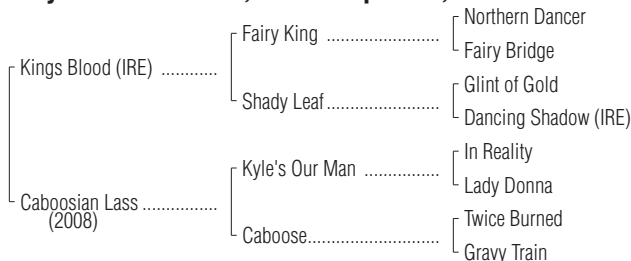 Northern Dancer
Fairy King ........................
Fairy Bridge
Kings Blood (IRE) ............
Glint of Gold
Shady Leaf........................
Dancing Shadow (IRE)
In Reality
Kyle's Our Man ................
Lady Donna
Caboosian Lass ................
(2008)
Twice Burned
Caboose............................
Gravy Train